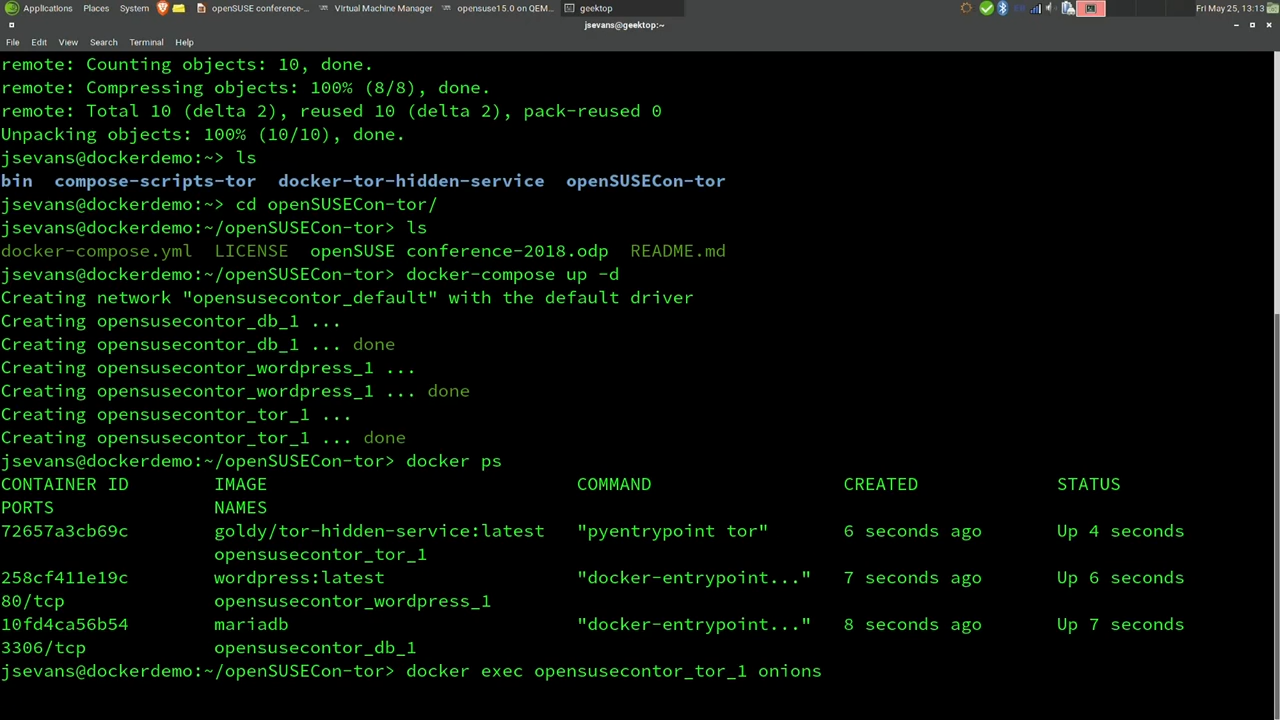 Applications Places System openSUSE conference-... Virtual Machine Manager opensuse15.0 on QEM... geektop Fri May 25, 13:13
jsevans@geektop:~
File Edit View Search Terminal Help
remote: Counting objects: 10, done.
remote: Compressing objects: 100% (8/8), done.
remote: Total 10 (delta 2), reused 10 (delta 2), pack-reused 0
Unpacking objects: 100% (10/10), done.
jsevans@dockerdemo:~> ls
bin compose-scripts-tor docker-tor-hidden-service openSUSECon-tor
jsevans@dockerdemo:~> cd openSUSECon-tor/
jsevans@dockerdemo:~/openSUSECon-tor> ls
docker-compose.yml LICENSE openSUSE conference-2018.odp README.md
jsevans@dockerdemo:~/openSUSECon-tor> docker-compose up -d
Creating network "opensusecontor_default" with the default driver
Creating opensusecontor_db_1 ...
Creating opensusecontor_db_1 ... done
Creating opensusecontor_wordpress_1 ...
Creating opensusecontor_wordpress_1 ... done
Creating opensusecontor_tor_1 ...
Creating opensusecontor_tor_1 ... done
jsevans@dockerdemo:~/openSUSECon-tor> docker ps
CONTAINER ID IMAGE COMMAND CREATED STATUS
PORTS NAMES
72657a3cb69c goldy/tor-hidden-service:latest "pyentrypoint tor" 6 seconds ago Up 4 seconds
opensusecontor_tor_1
258cf411e19c wordpress:latest "docker-entrypoint..." 7 seconds ago Up 6 seconds
80/tcp opensusecontor_wordpress_1
10fd4ca56b54 mariadb "docker-entrypoint..." 8 seconds ago Up 7 seconds
3306/tcp opensusecontor_db_1
jsevans@dockerdemo:~/openSUSECon-tor> docker exec opensusecontor_tor_1 onions